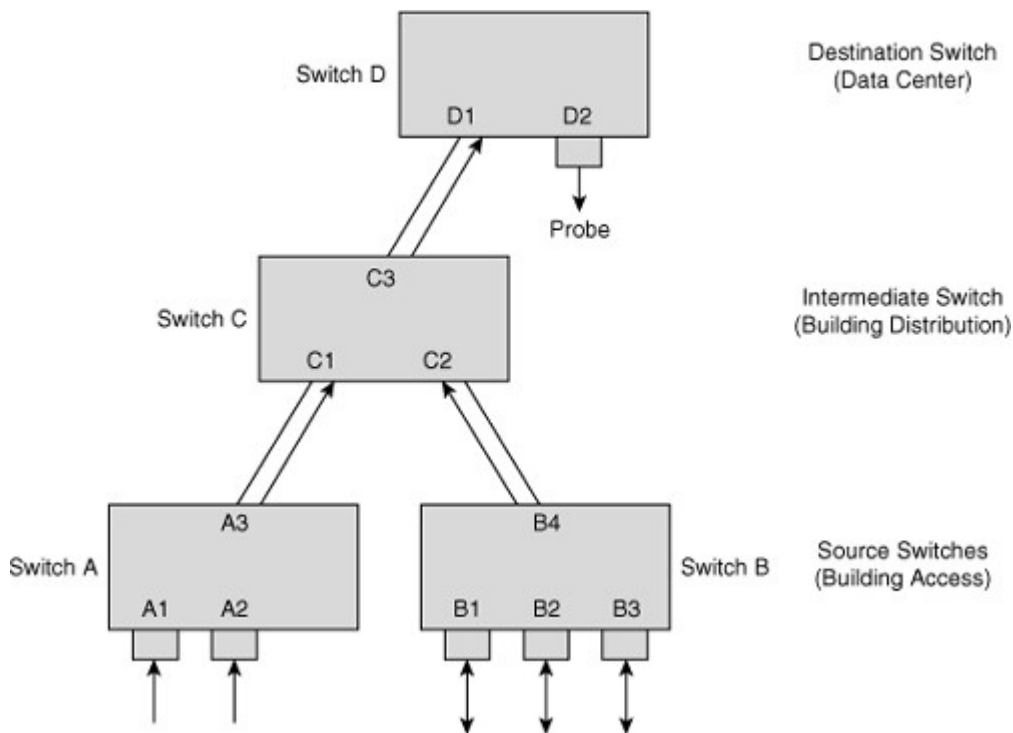 Switch D
D1
D2
Destination Switch
(Data Center)
Probe
Switch C
C3
C1
C2
Intermediate Switch
(Building Distribution)
Switch A
A3
A1
A2
B4
B1
B2
B3
Switch B
Source Switches
(Building Access)